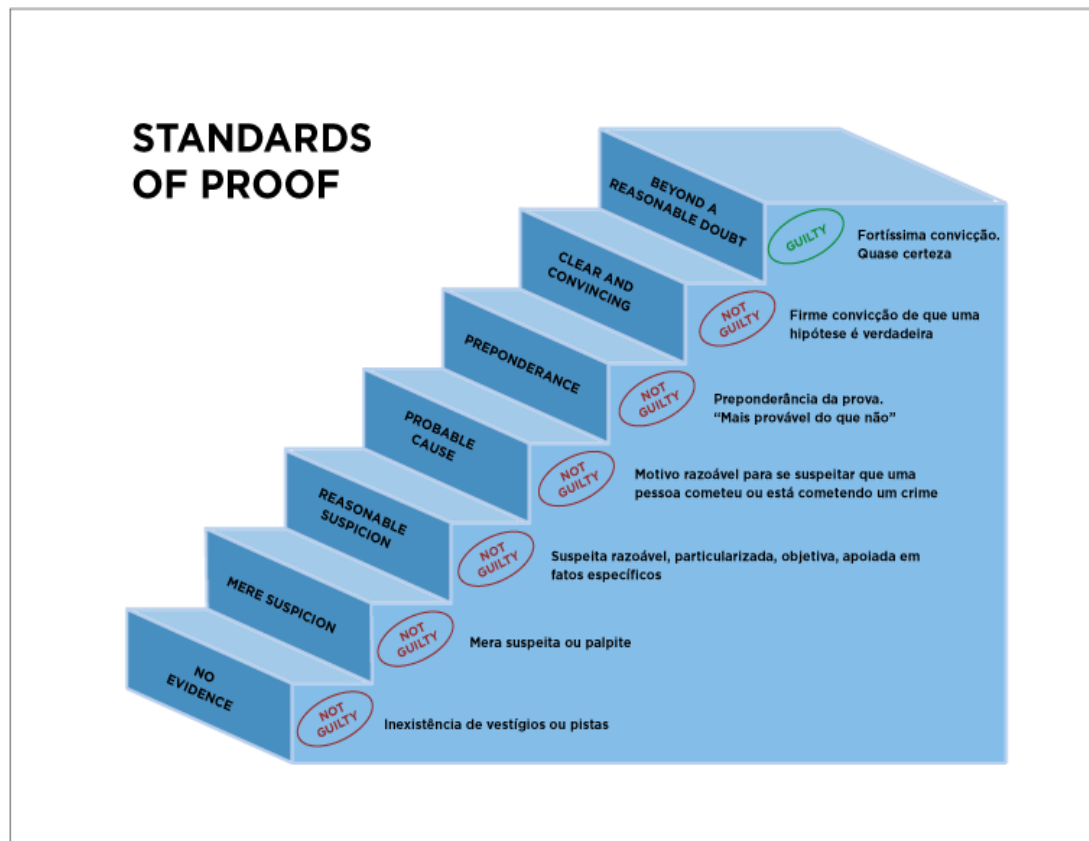 STANDARDS
OF PROOF
BEYOND A
REASONABLE DOUBT
GUILTY
Fortíssima convicção.
Quase certeza
CLEAR AND
CONVINCING
NOT
GUILTY
Firme convicção de que uma
hipótese é verdadeira
PREPONDERANCE
NOT
GUILTY
Preponderância da prova.
“Mais provável do que não”
PROBABLE
CAUSE
NOT
GUILTY
Motivo razoável para se suspeitar que uma
pessoa cometeu ou está cometendo um crime
REASONABLE
SUSPICION
NOT
GUILTY
Suspeita razoável, particularizada, objetiva, apoiada em
fatos específicos
MERE SUSPICION
NOT
GUILTY
Mera suspeita ou palpite
NO
EVIDENCE
NOT
GUILTY
Inexistência de vestígios ou pistas